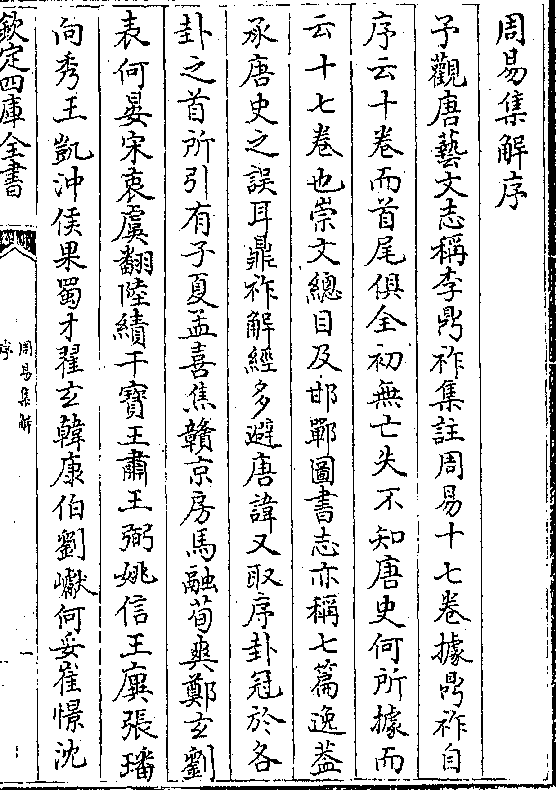 周易集解序
予觀唐藝文志稱李鼎祚集註周易十七卷據鼎祚自
序云十卷而首尾俱全初無亡失不知唐史何所據而
云十七卷也崇文總目及邯鄲圖書志亦稱七篇逸葢
承唐史之誤耳鼎祚解經多避唐諱又取序卦冠於各
卦之首所引有子夏孟喜焦贛京房馬融荀爽鄭玄劉
表何晏宋衷虞翻陸績干寶王肅王弼姚信王廙張璠
向秀王凱沖侯果蜀才翟玄韓康伯劉巘何妥崔憬沈
欽定四庫全書
周易集解
序
一